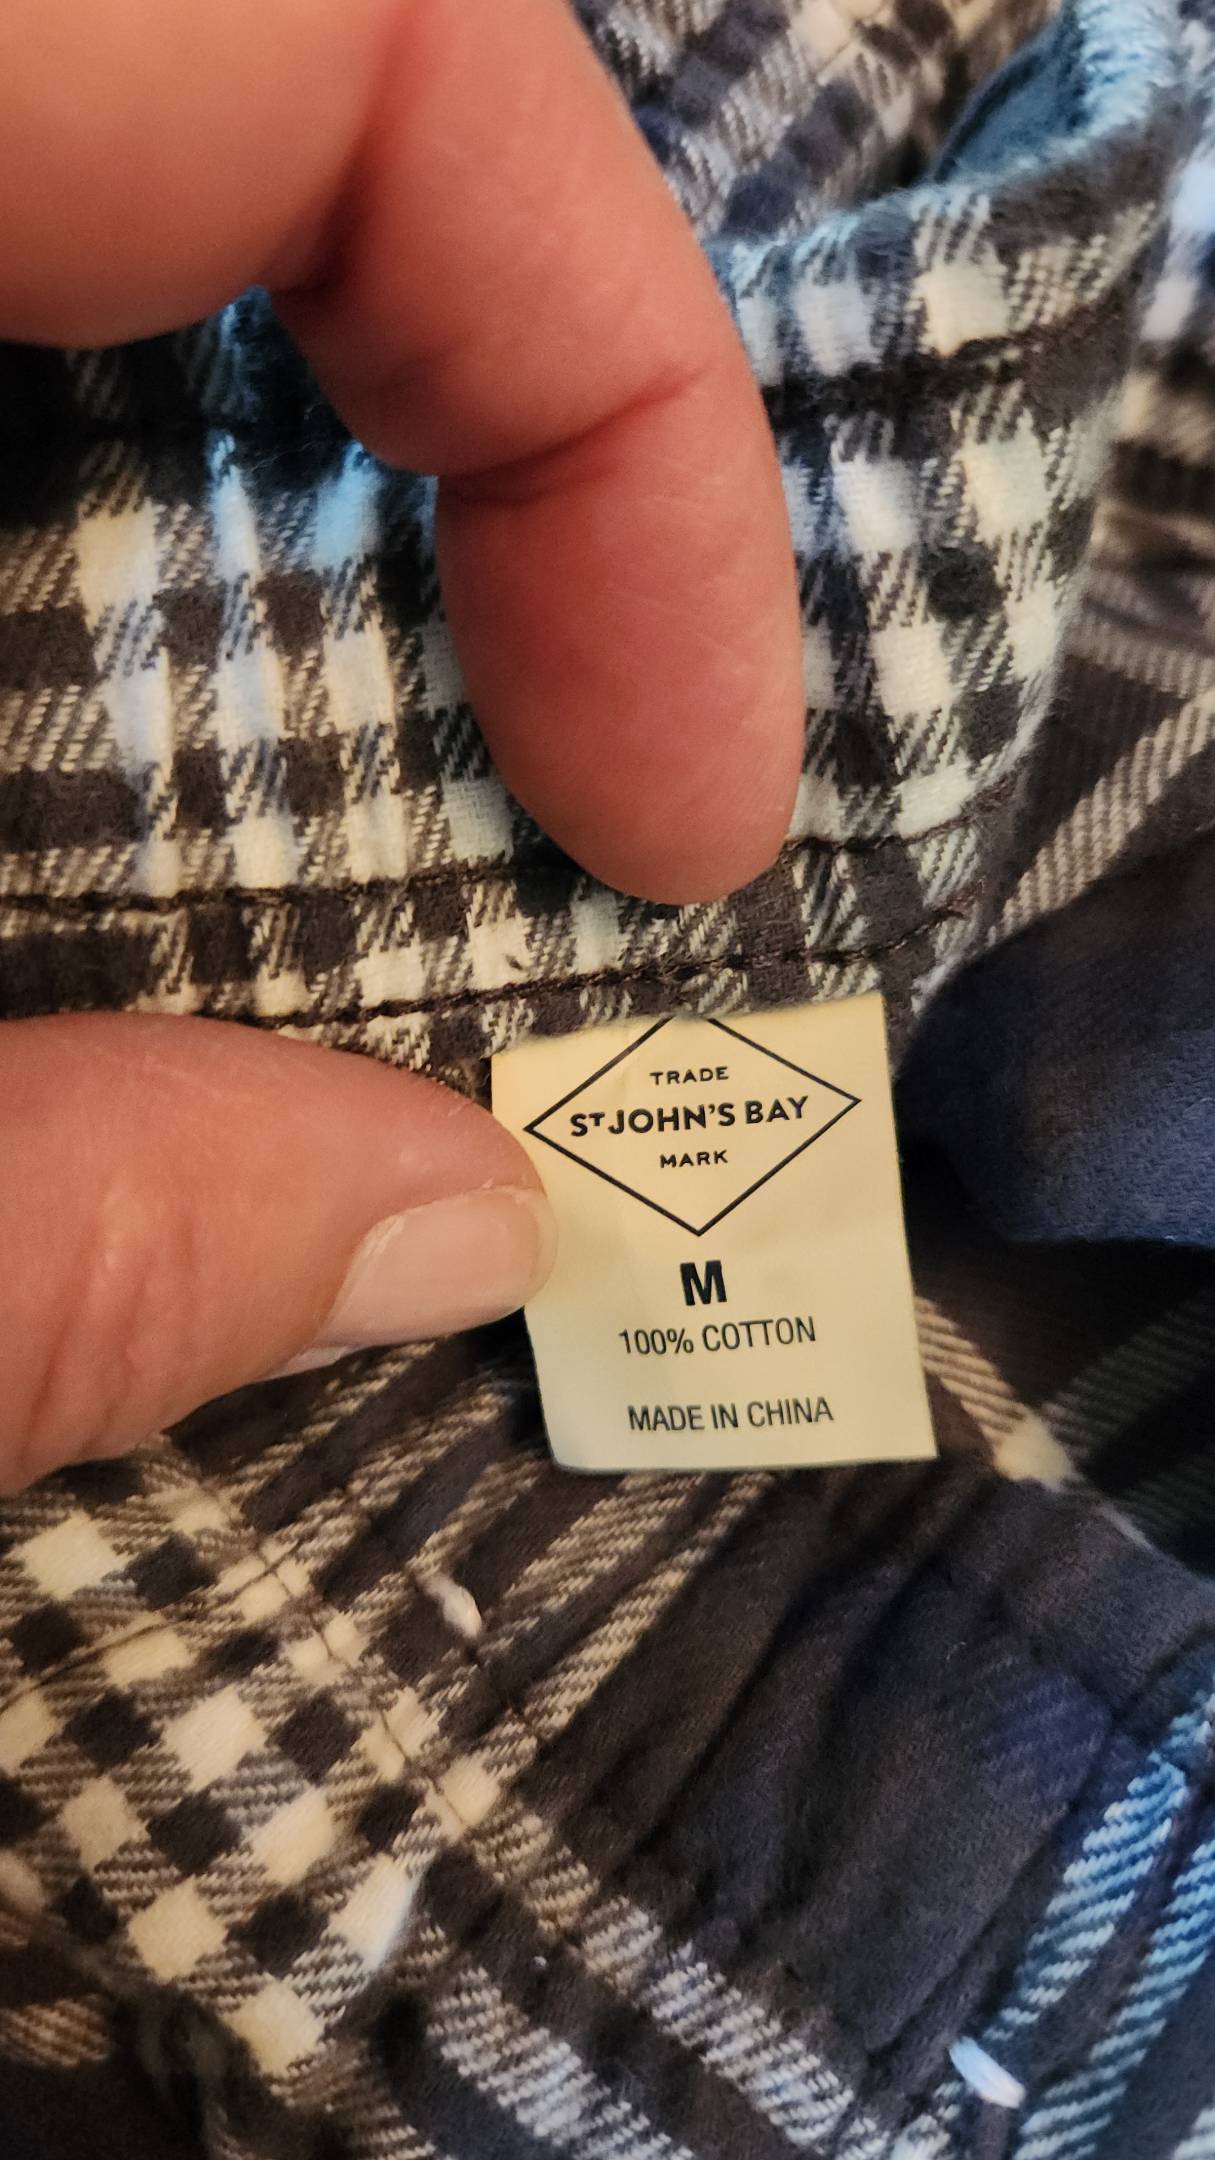 TRADE
ST JOHN'S BAY
MARK
M
100% COTTON
MADE IN CHINA